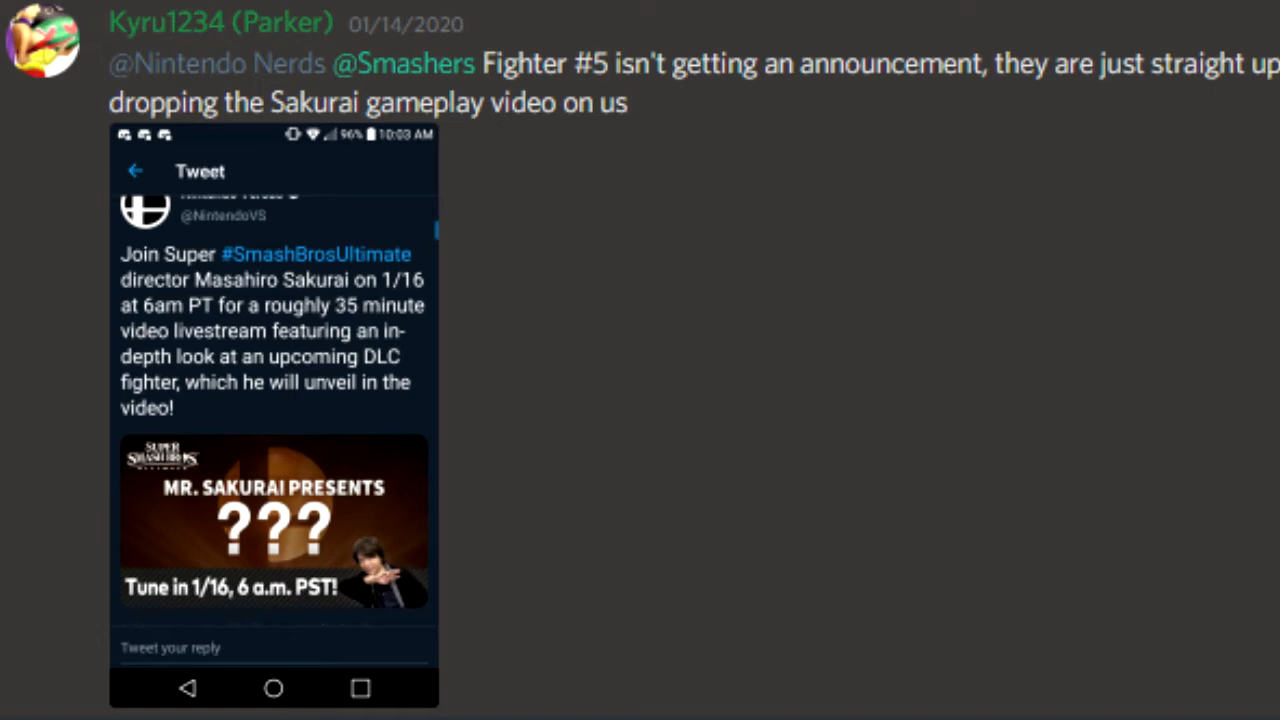 Kyru1234 (Parker) 01/14/2020
@Nintendo Nerds @Smashers Fighter #5 isn't getting an announcement, they are just straight up
dropping the Sakurai gameplay video on us
96% 10:03 AM
Tweet
@NintendoVS
Join Super #SmashBrosUltimate
director Masahiro Sakurai on 1/16
at 6am PT for a roughly 35 minute
video livestream featuring an in-
depth look at an upcoming DLC
fighter, which he will unveil in the
video!
SUPER
SMASH BROS
MR. SAKURAI PRESENTS
???
Tune in 1/16, 6 a.m. PST!
Tweet your reply